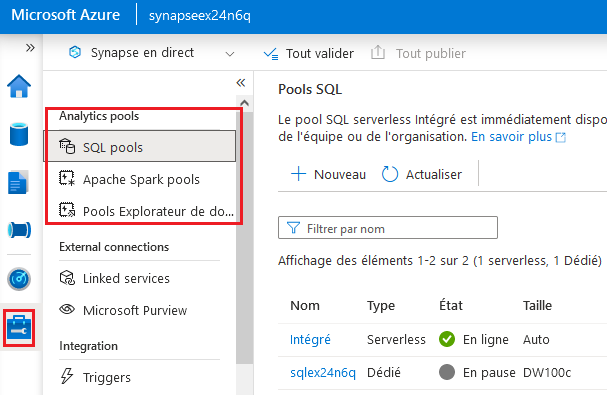 Microsoft Azure synapseex24n6q
Synapse en direct Tout valider Tout publier
Analytics pools
SQL pools
Apache Spark pools
Pools Explorateur de do...
External connections
Linked services
Microsoft Purview
Integration
Triggers
Pools SQL
Le pool SQL serverless Intégré est immédiatement dispo
de l'équipe ou de l'organisation. En savoir plus
Nouveau Actualiser
Filtrer par nom
Affichage des éléments 1-2 sur 2 (1 serverless, 1 Dédié)
Nom Type État Taille
Intégré Serverless En ligne Auto
sqlex24n6q Dédié En pause DW100c